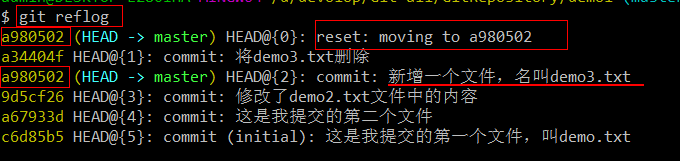 $ git reflog
a980502 (HEAD -> master) HEAD@{0}: reset: moving to a980502
a34404f HEAD@{1}: commit: 将demo3.txt删除
a980502 (HEAD -> master) HEAD@{2}: commit: 新增一个文件，名叫demo3.txt
9d5cf26 HEAD@{3}: commit: 修改了demo2.txt文件中的内容
a67933d HEAD@{4}: commit: 这是我提交的第二个文件
c6d85b5 HEAD@{5}: commit (initial): 这是我提交的第一个文件，叫demo.txt